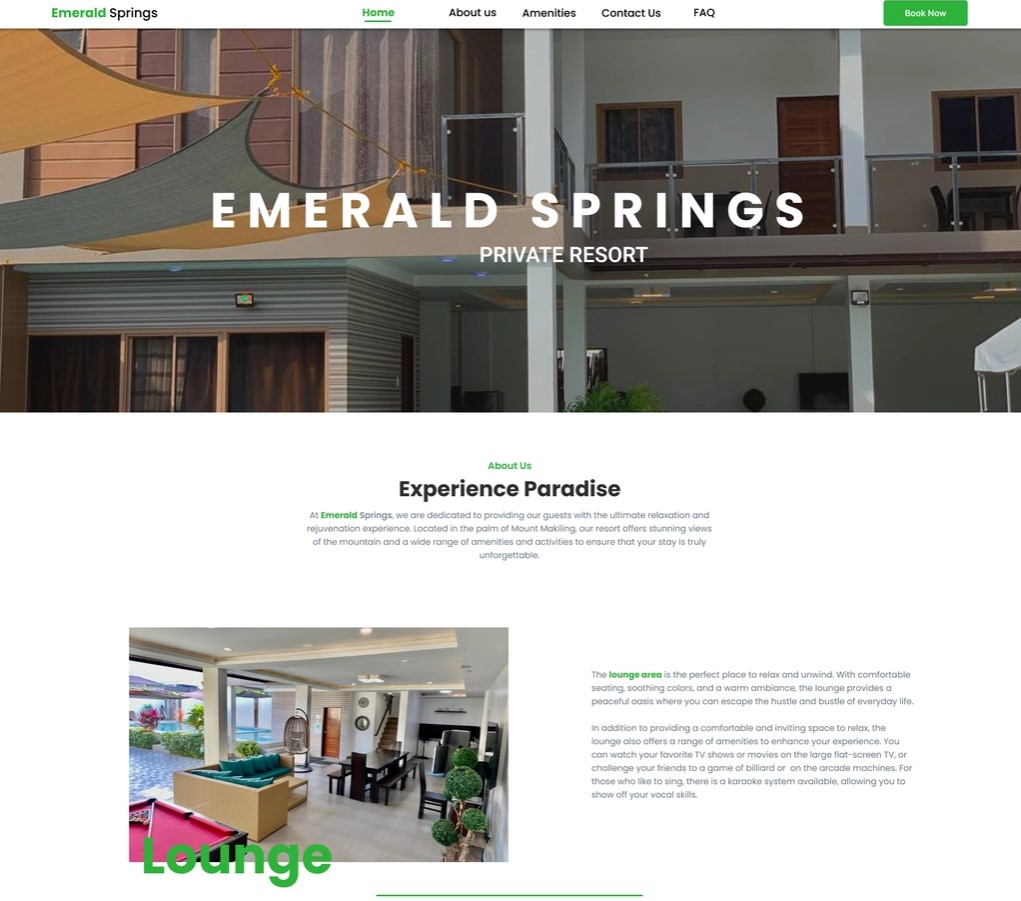 Emerald Springs
Home
About us
Amenities
Contact Us
FAQ
Book Now
EMERALD SPRINGS
PRIVATE RESORT
About Us
Experience Paradise
At Emerald Springs, we are dedicated to providing our guests with the ultimate relaxation and
rejuvenation experience. Located in the palm of Mount Makiling, our resort offers stunning views
of the mountain and a wide range of amenities and activities to ensure that your stay is truly
unforgettable.
The lounge area is the perfect place to relax and unwind. With comfortable
seating, soothing colors, and a warm ambiance, the lounge provides a
peaceful oasis where you can escape the hustle and bustle of everyday life.
In addition to providing a comfortable and inviting space to relax, the
lounge also offers a range of amenities to enhance your experience. You
can watch your favorite TV shows or movies on the large flat-screen TV, or
challenge your friends to a game of billiard or  on the arcade machines. For
those who like to sing, there is a karaoke system available, allowing you to
show off your vocal skills.
Lounge